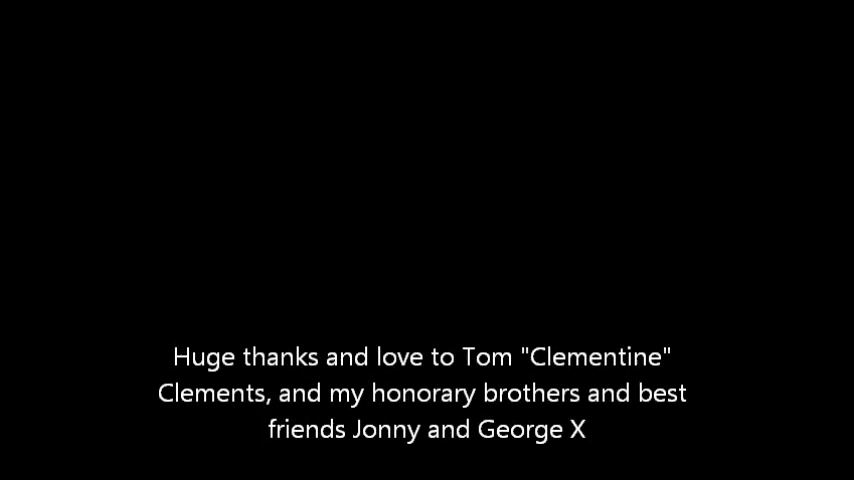 Huge thanks and love to Tom "Clementine"
Clements, and my honorary brothers and best
friends Jonny and George X